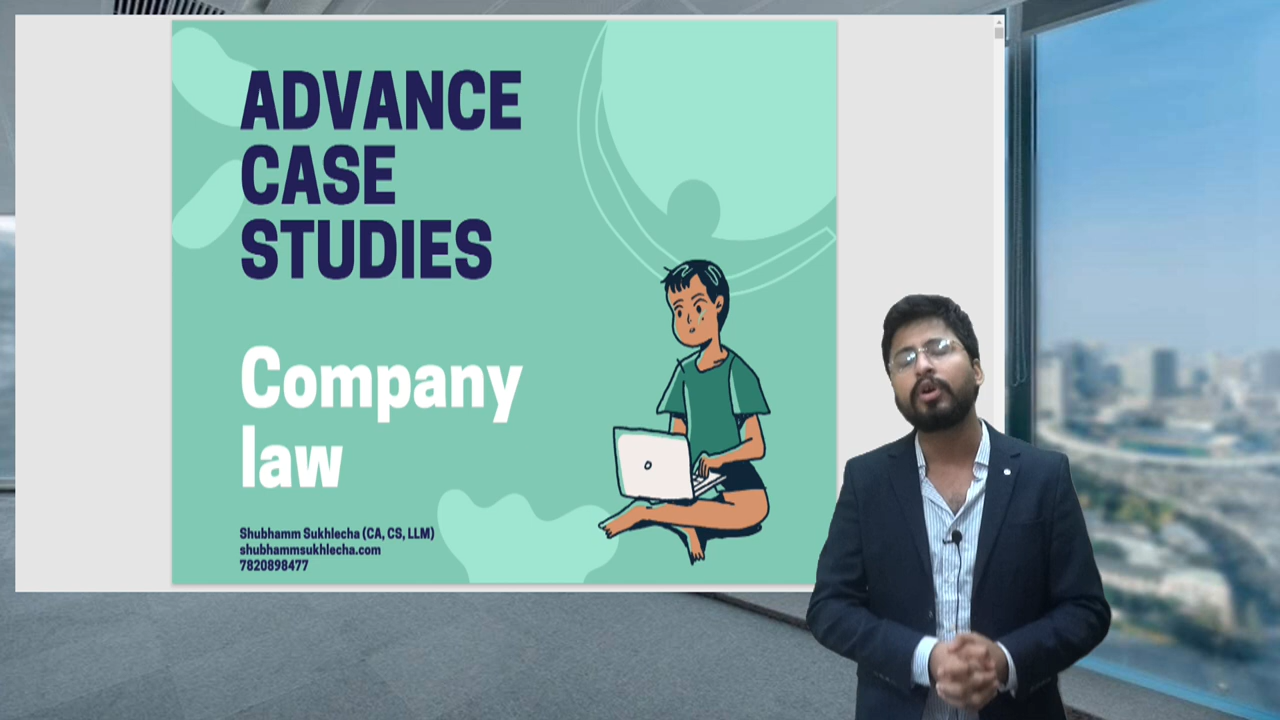 ADVANCE
CASE
STUDIES
Company
law
Shubhamm Sukhlecha (CA, CS, LLM)
shubhammsukhlecha.com
7820898477